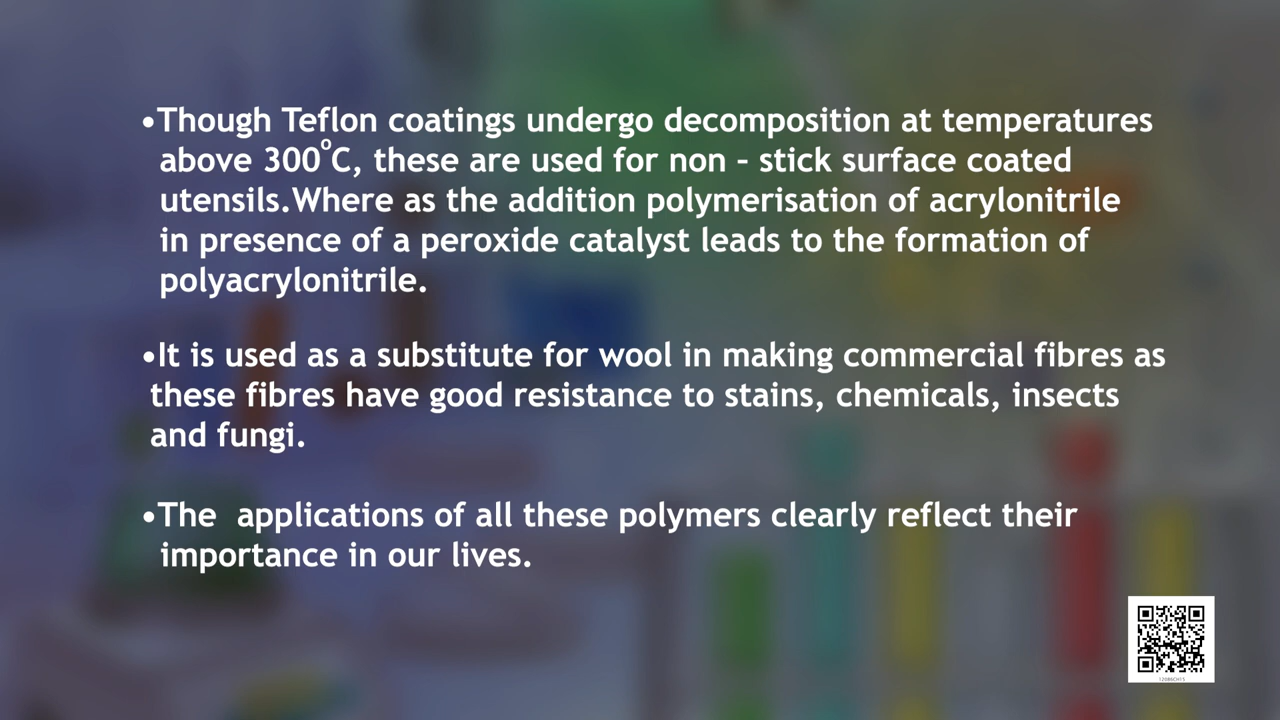 •Though Teflon coatings undergo decomposition at temperatures
above 300°C, these are used for non – stick surface coated
utensils.Where as the addition polymerisation of acrylonitrile
in presence of a peroxide catalyst leads to the formation of
polyacrylonitrile.
•It is used as a substitute for wool in making commercial fibres as
these fibres have good resistance to stains, chemicals, insects
and fungi.
•The applications of all these polymers clearly reflect their
importance in our lives.